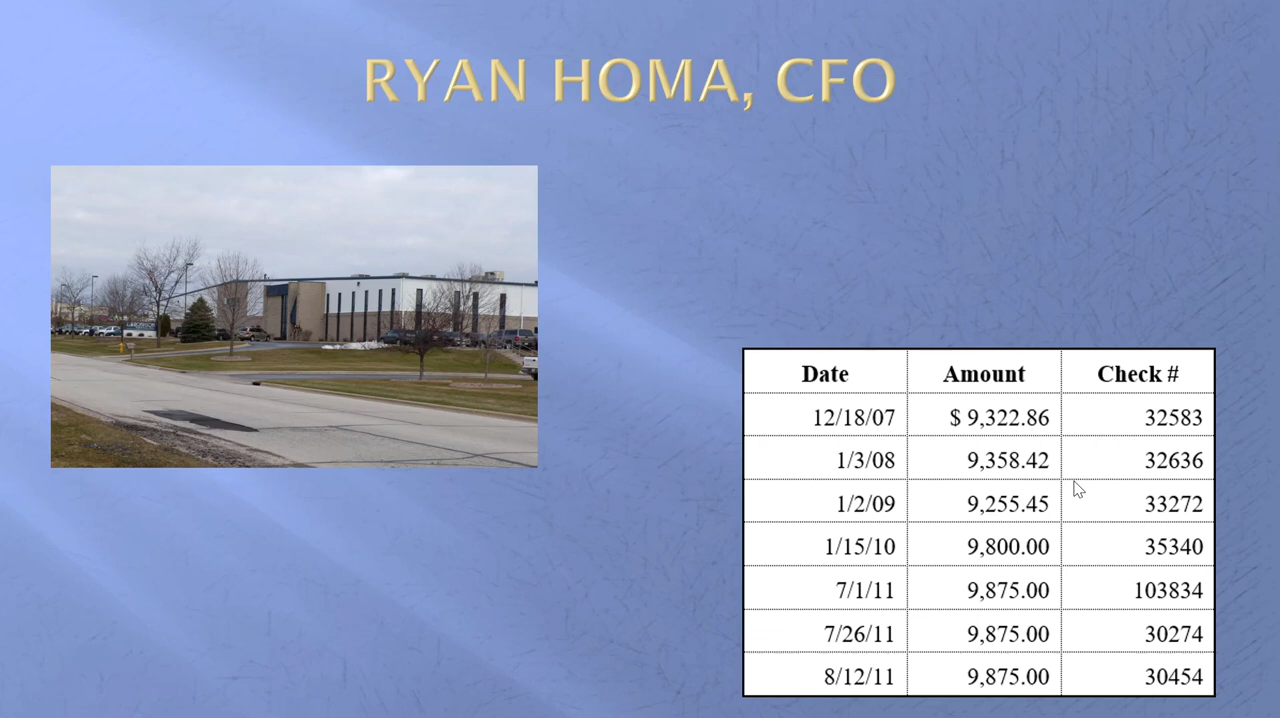 RYAN HOMA, CFO
Date Amount Check #
12/18/07 $ 9,322.86 32583
1/3/08 9,358.42 32636
1/2/09 9,255.45 33272
1/15/10 9,800.00 35340
7/1/11 9,875.00 103834
7/26/11 9,875.00 30274
8/12/11 9,875.00 30454